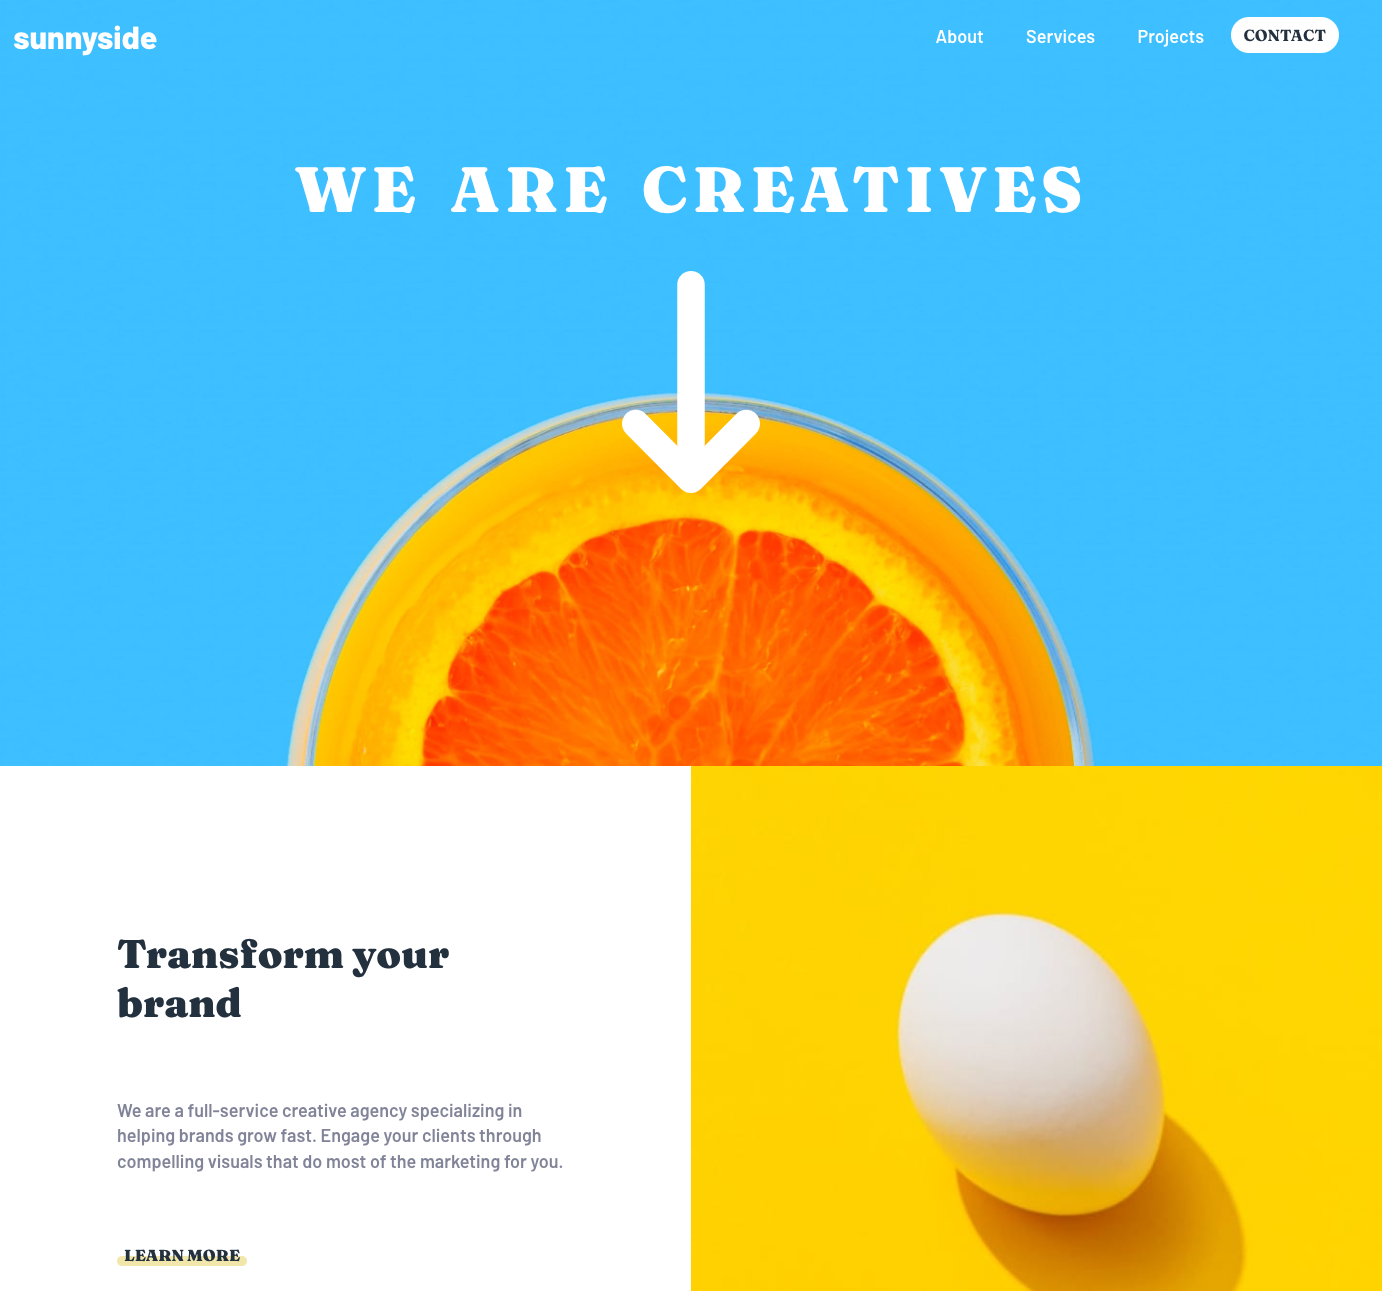 sunnyside
About Services Projects CONTACT
WE ARE CREATIVES
Transform your
brand
We are a full-service creative agency specializing in
helping brands grow fast. Engage your clients through
compelling visuals that do most of the marketing for you.
LEARN MORE